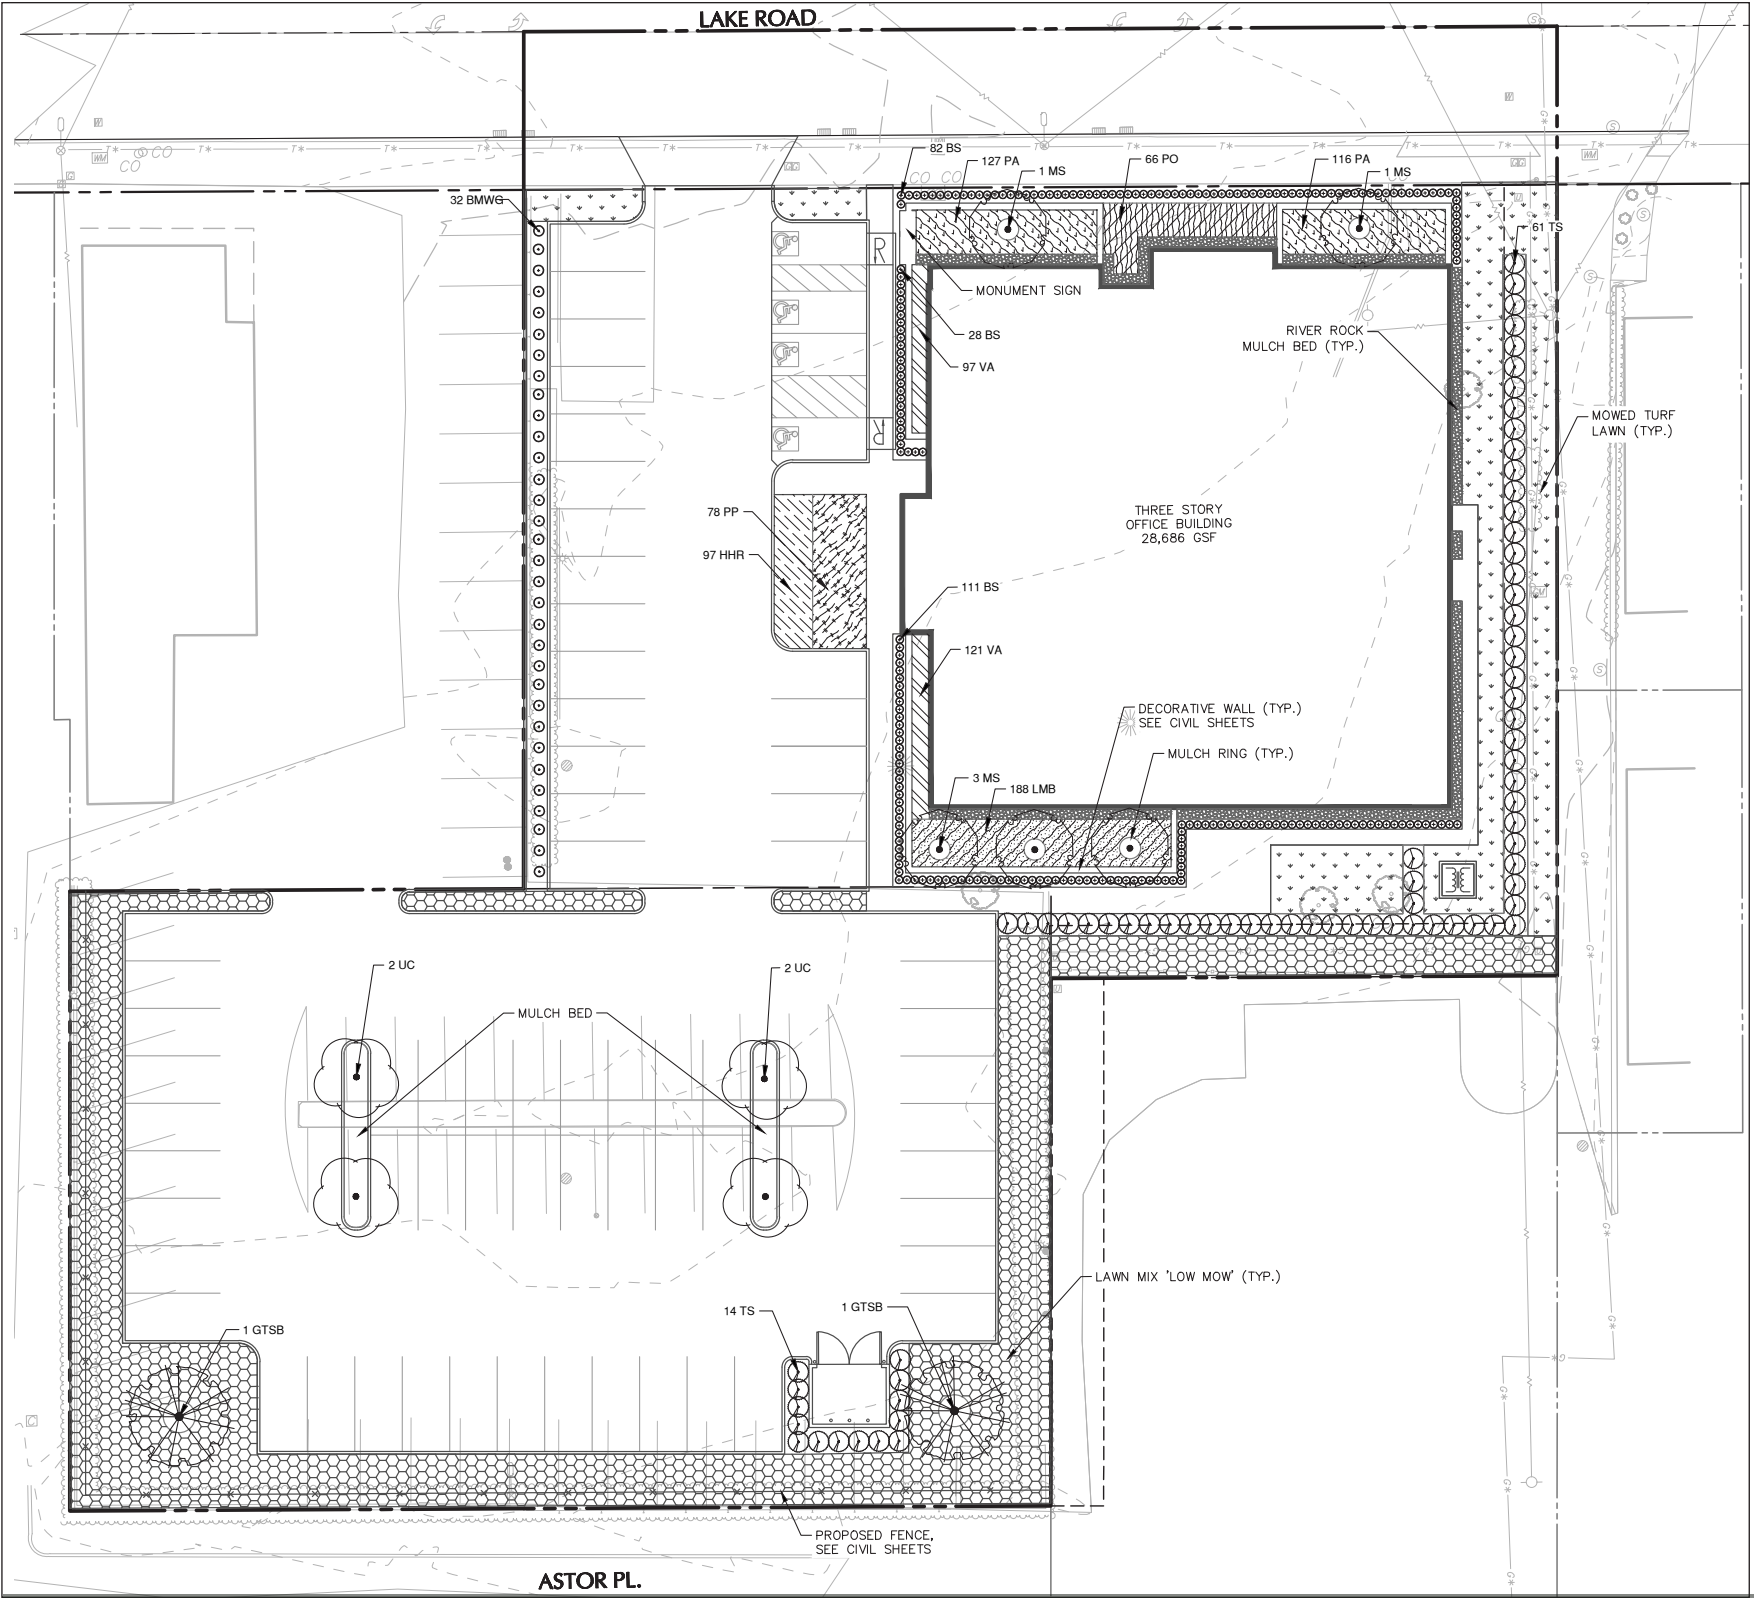 LAKE ROAD
CO
CO
CO CO
82 BS
127 PA
1 MS
66 PO
116 PA
1 MS
32 BMWG
61 TS
R
MONUMENT SIGN
28 BS
97 VA
RIVER ROCK
MULCH BED (TYP.)
MOWED TURF
LAWN (TYP.)
R
78 PP
97 HHR
THREE STORY
OFFICE BUILDING
28,686 GSF
111 BS
121 VA
DECORATIVE WALL (TYP.)
SEE CIVIL SHEETS
MULCH RING (TYP.)
3 MS
188 LMB
2 UC
2 UC
MULCH BED
LAWN MIX 'LOW MOW' (TYP.)
14 TS
1 GTSB
1 GTSB
PROPOSED FENCE,
SEE CIVIL SHEETS
ASTOR PL.